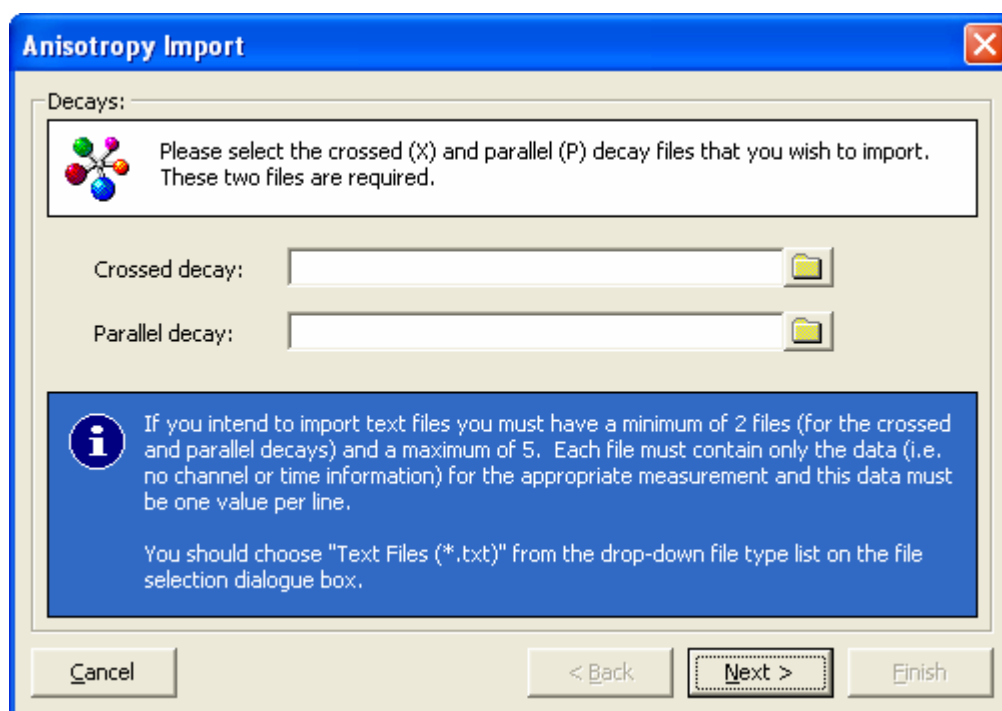 Anisotropy Import
Decays:
Please select the crossed (X) and parallel (P) decay files that you wish to import.
These two files are required.
Crossed decay:
Parallel decay:
If you intend to import text files you must have a minimum of 2 files (for the crossed
and parallel decays) and a maximum of 5.  Each file must contain only the data (i.e.
no channel or time information) for the appropriate measurement and this data must
be one value per line.
You should choose "Text Files (*.txt)" from the drop-down file type list on the file
selection dialogue box.
Cancel
< Back
Next >
Finish